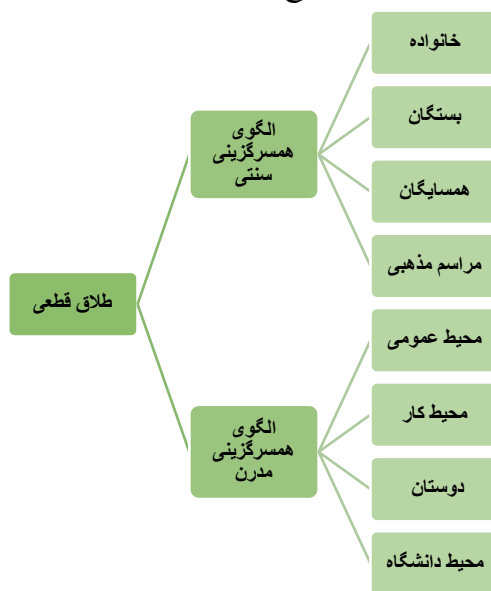 خانواده
بستگان
همسایگان
مراسم مذهبی
الگوی
همسرگزینی
سنتی
طلاق قطعی
محیط عمومی
محیط کار
دوستان
محیط دانشگاه
الگوی
همسرگزینی
مدرن